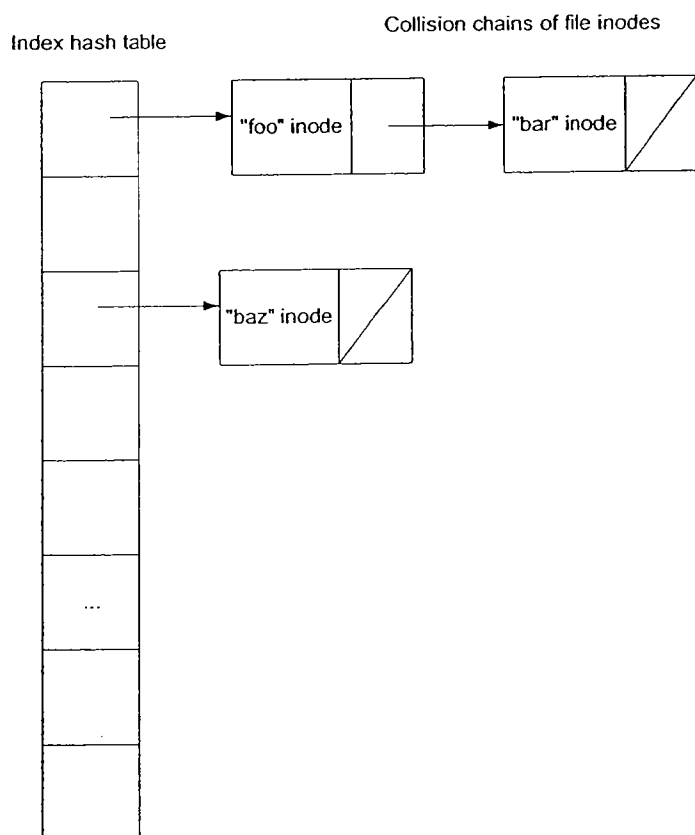 Index hash table
Collision chains of file inodes
"foo" inode
"bar" inode
"baz" inode
...